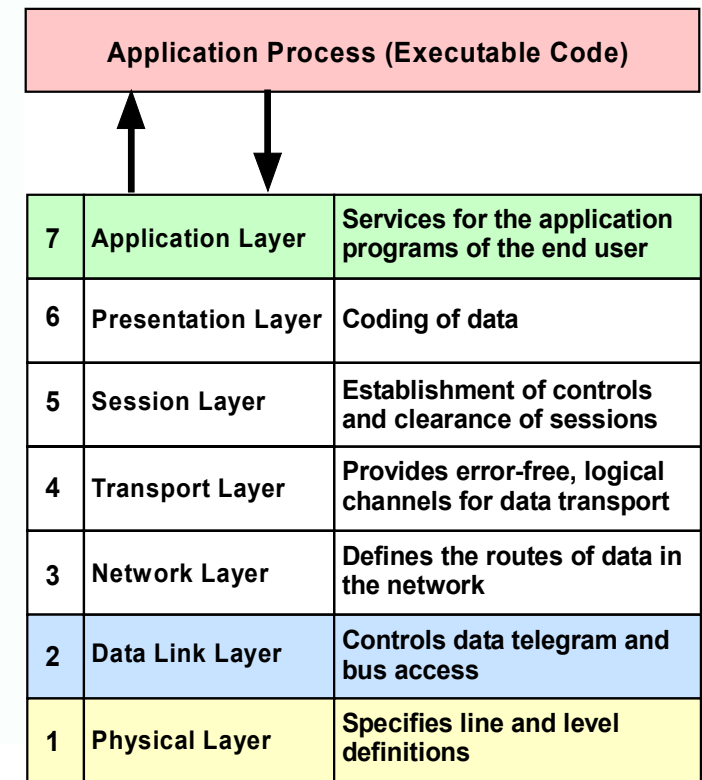 Application Process (Executable Code)
7 Application Layer Services for the application
programs of the end user
6 Presentation Layer Coding of data
5 Session Layer Establishment of controls
and clearance of sessions
4 Transport Layer Provides error-free, logical
channels for data transport
3 Network Layer Defines the routes of data in
the network
2 Data Link Layer Controls data telegram and
bus access
1 Physical Layer Specifies line and level
definitions